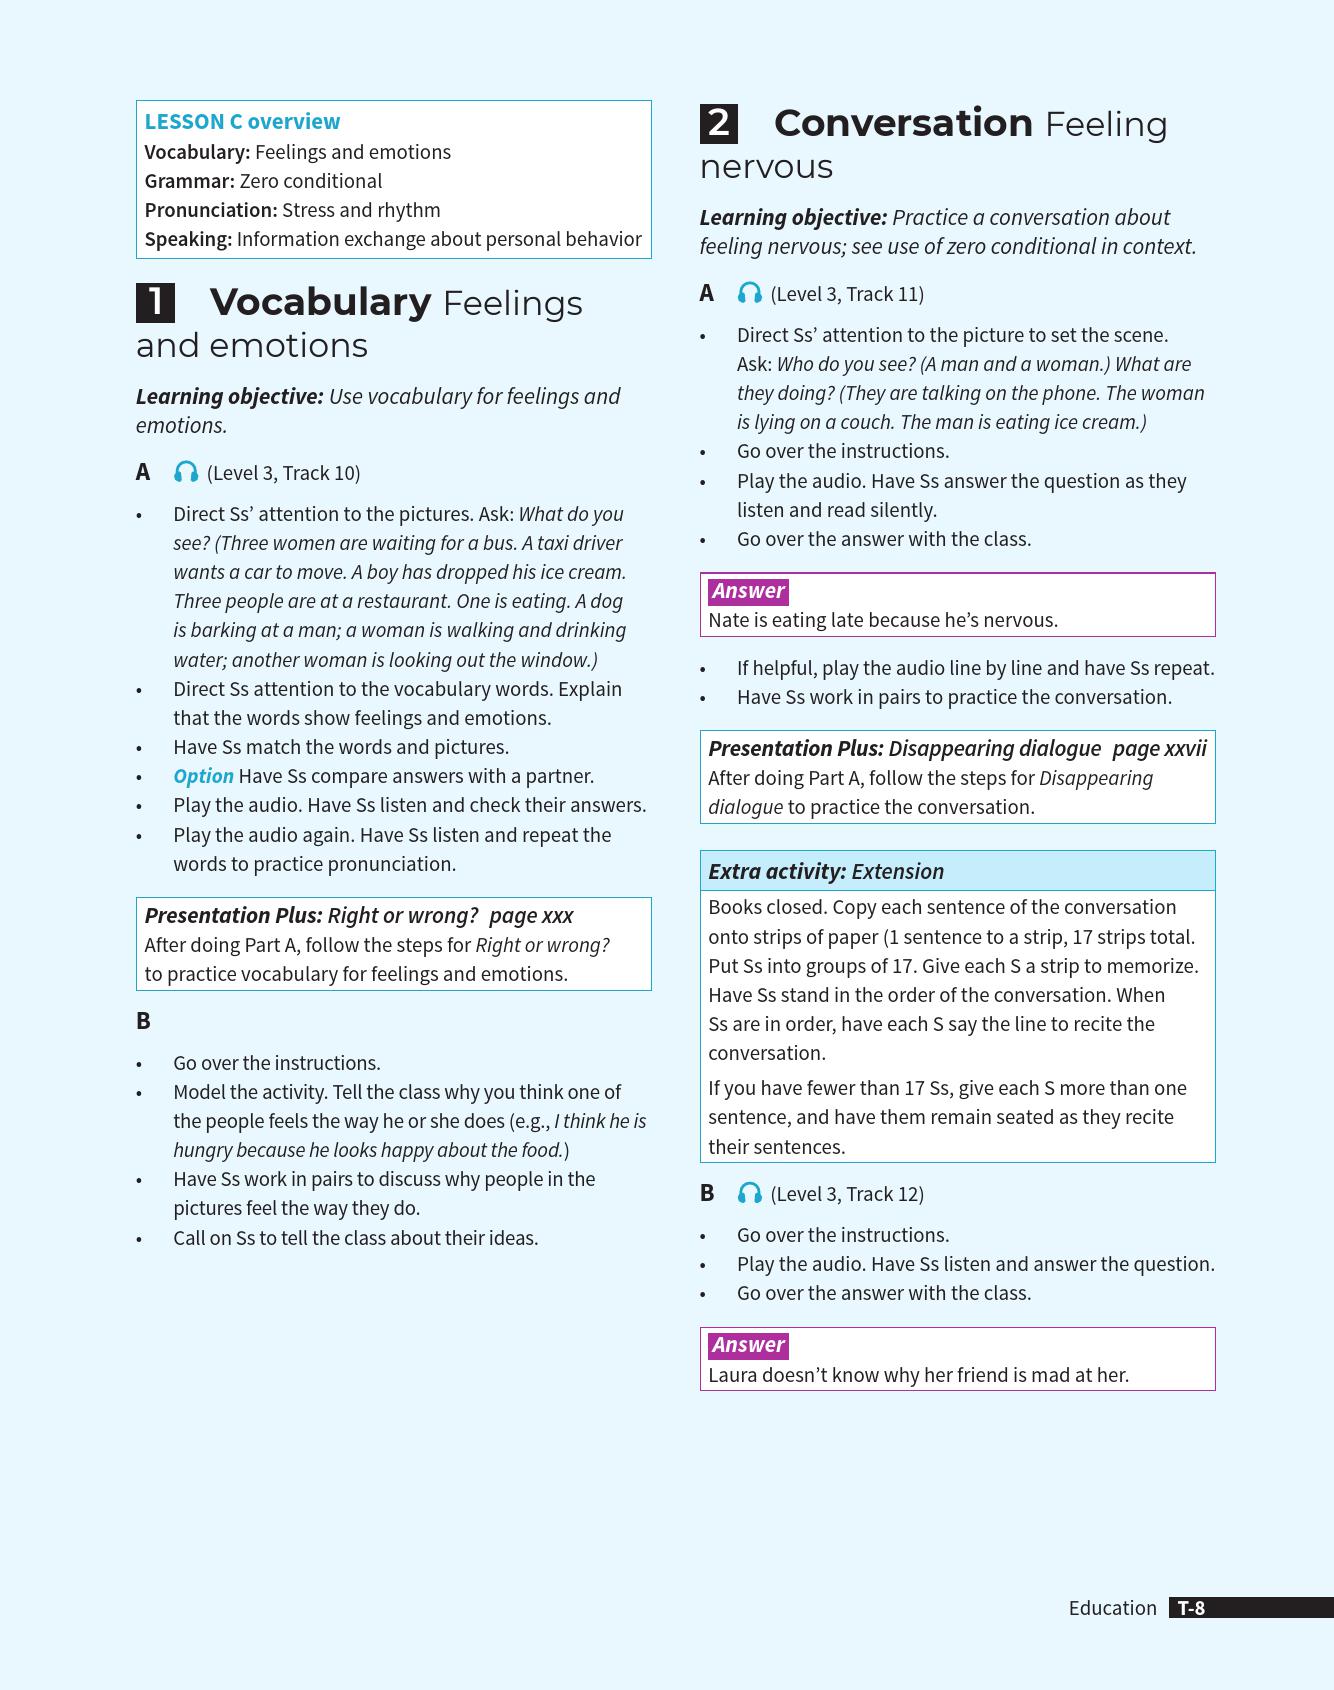 LESSON C overview
Vocabulary: Feelings and emotions
Grammar: Zero conditional
Pronunciation: Stress and rhythm
Speaking: Information exchange about personal behavior
1 Vocabulary Feelings
and emotions
Learning objective: Use vocabulary for feelings and
emotions.
A (Level 3, Track 10)
• Direct Ss’ attention to the pictures. Ask: What do you
see? (Three women are waiting for a bus. A taxi driver
wants a car to move. A boy has dropped his ice cream.
Three people are at a restaurant. One is eating. A dog
is barking at a man; a woman is walking and drinking
water; another woman is looking out the window.)
• Direct Ss attention to the vocabulary words. Explain
that the words show feelings and emotions.
• Have Ss match the words and pictures.
• Option Have Ss compare answers with a partner.
• Play the audio. Have Ss listen and check their answers.
• Play the audio again. Have Ss listen and repeat the
words to practice pronunciation.
Presentation Plus: Right or wrong? page xxx
After doing Part A, follow the steps for Right or wrong?
to practice vocabulary for feelings and emotions.
B
• Go over the instructions.
• Model the activity. Tell the class why you think one of
the people feels the way he or she does (e.g., I think he is
hungry because he looks happy about the food.)
• Have Ss work in pairs to discuss why people in the
pictures feel the way they do.
• Call on Ss to tell the class about their ideas.
2 Conversation Feeling
nervous
Learning objective: Practice a conversation about
feeling nervous; see use of zero conditional in context.
A (Level 3, Track 11)
• Direct Ss’ attention to the picture to set the scene.
Ask: Who do you see? (A man and a woman.) What are
they doing? (They are talking on the phone. The woman
is lying on a couch. The man is eating ice cream.)
• Go over the instructions.
• Play the audio. Have Ss answer the question as they
listen and read silently.
• Go over the answer with the class.
Answer
Nate is eating late because he’s nervous.
• If helpful, play the audio line by line and have Ss repeat.
• Have Ss work in pairs to practice the conversation.
Presentation Plus: Disappearing dialogue page xxvii
After doing Part A, follow the steps for Disappearing
dialogue to practice the conversation.
Extra activity: Extension
Books closed. Copy each sentence of the conversation
onto strips of paper (1 sentence to a strip, 17 strips total.
Put Ss into groups of 17. Give each S a strip to memorize.
Have Ss stand in the order of the conversation. When
Ss are in order, have each S say the line to recite the
conversation.
If you have fewer than 17 Ss, give each S more than one
sentence, and have them remain seated as they recite
their sentences.
B (Level 3, Track 12)
• Go over the instructions.
• Play the audio. Have Ss listen and answer the question.
• Go over the answer with the class.
Answer
Laura doesn’t know why her friend is mad at her.
Education T-8